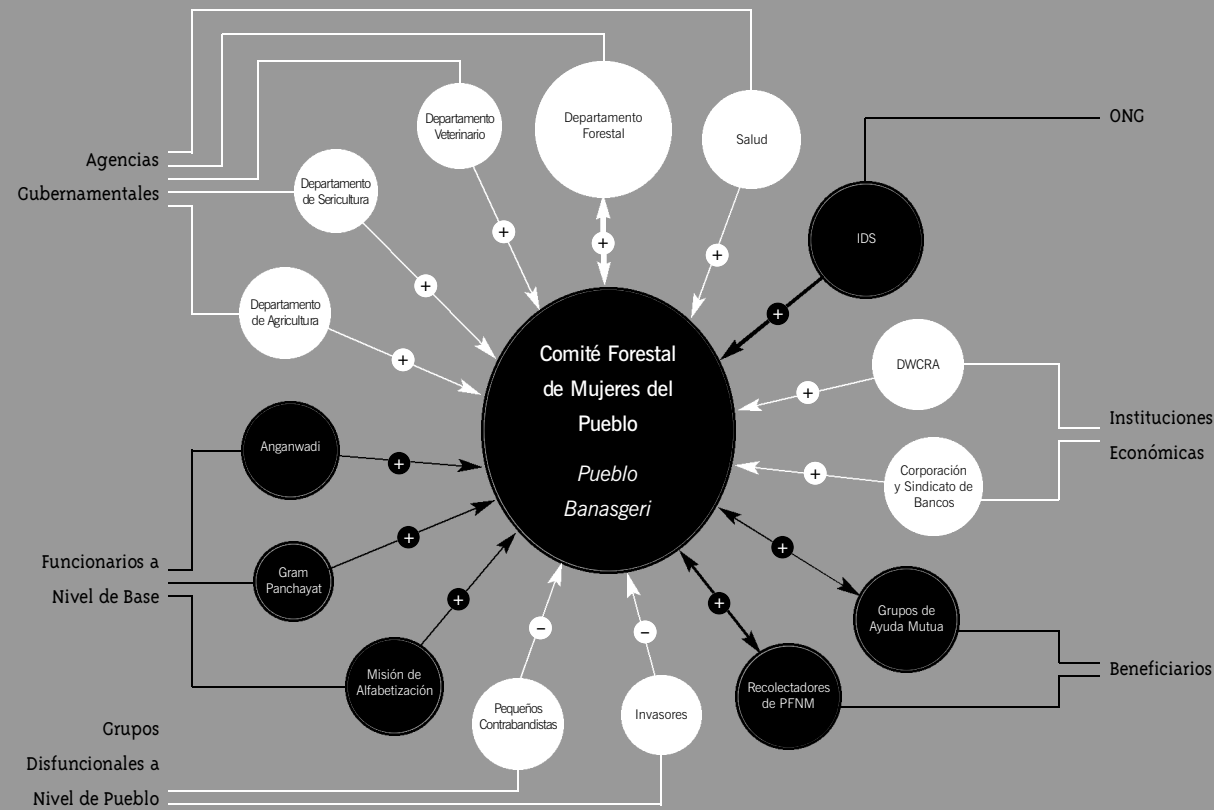 Agencias
Gubernamentales
Departamento
Veterinario
Departamento
Forestal
Salud
ONG
Departamento
de Sericultura
IDS
Departamento
de Agricultura
+
+
+
+
+
+
Comité Forestal
de Mujeres del
Pueblo
Pueblo
Banasgeri
DWCRA
+
Instituciones
Económicas
Corporación
y Sindicato de
Bancos
+
Anganwadi
+
Funcionarios a
Nivel de Base
Gram
Panchayat
+
Misión de
Alfabetización
+
Grupos de
Ayuda Mutua
+
Recolectadores
de PFNM
+
Beneficiarios
Grupos
Disfuncionales a
Nivel de Pueblo
Pequeños
Contrabandistas
–
Invasores
–